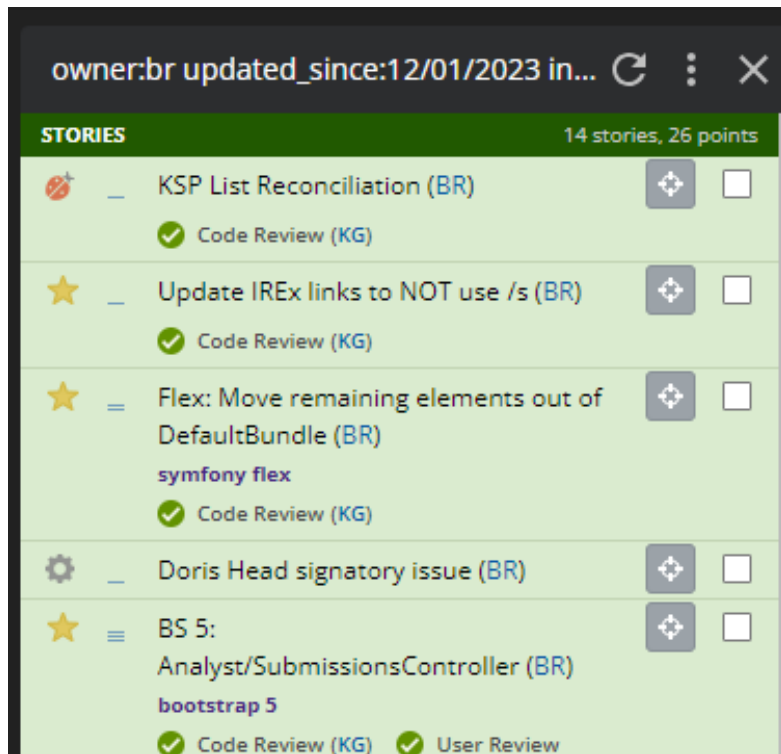 owner:br updated_since:12/01/2023 in...
STORIES 14 stories, 26 points
KSP List Reconciliation (BR)
Code Review (KG)
Update IREx links to NOT use /s (BR)
Code Review (KG)
Flex: Move remaining elements out of
DefaultBundle (BR)
symfony flex
Code Review (KG)
Doris Head signatory issue (BR)
BS 5:
Analyst/SubmissionsController (BR)
bootstrap 5
Code Review (KG) User Review